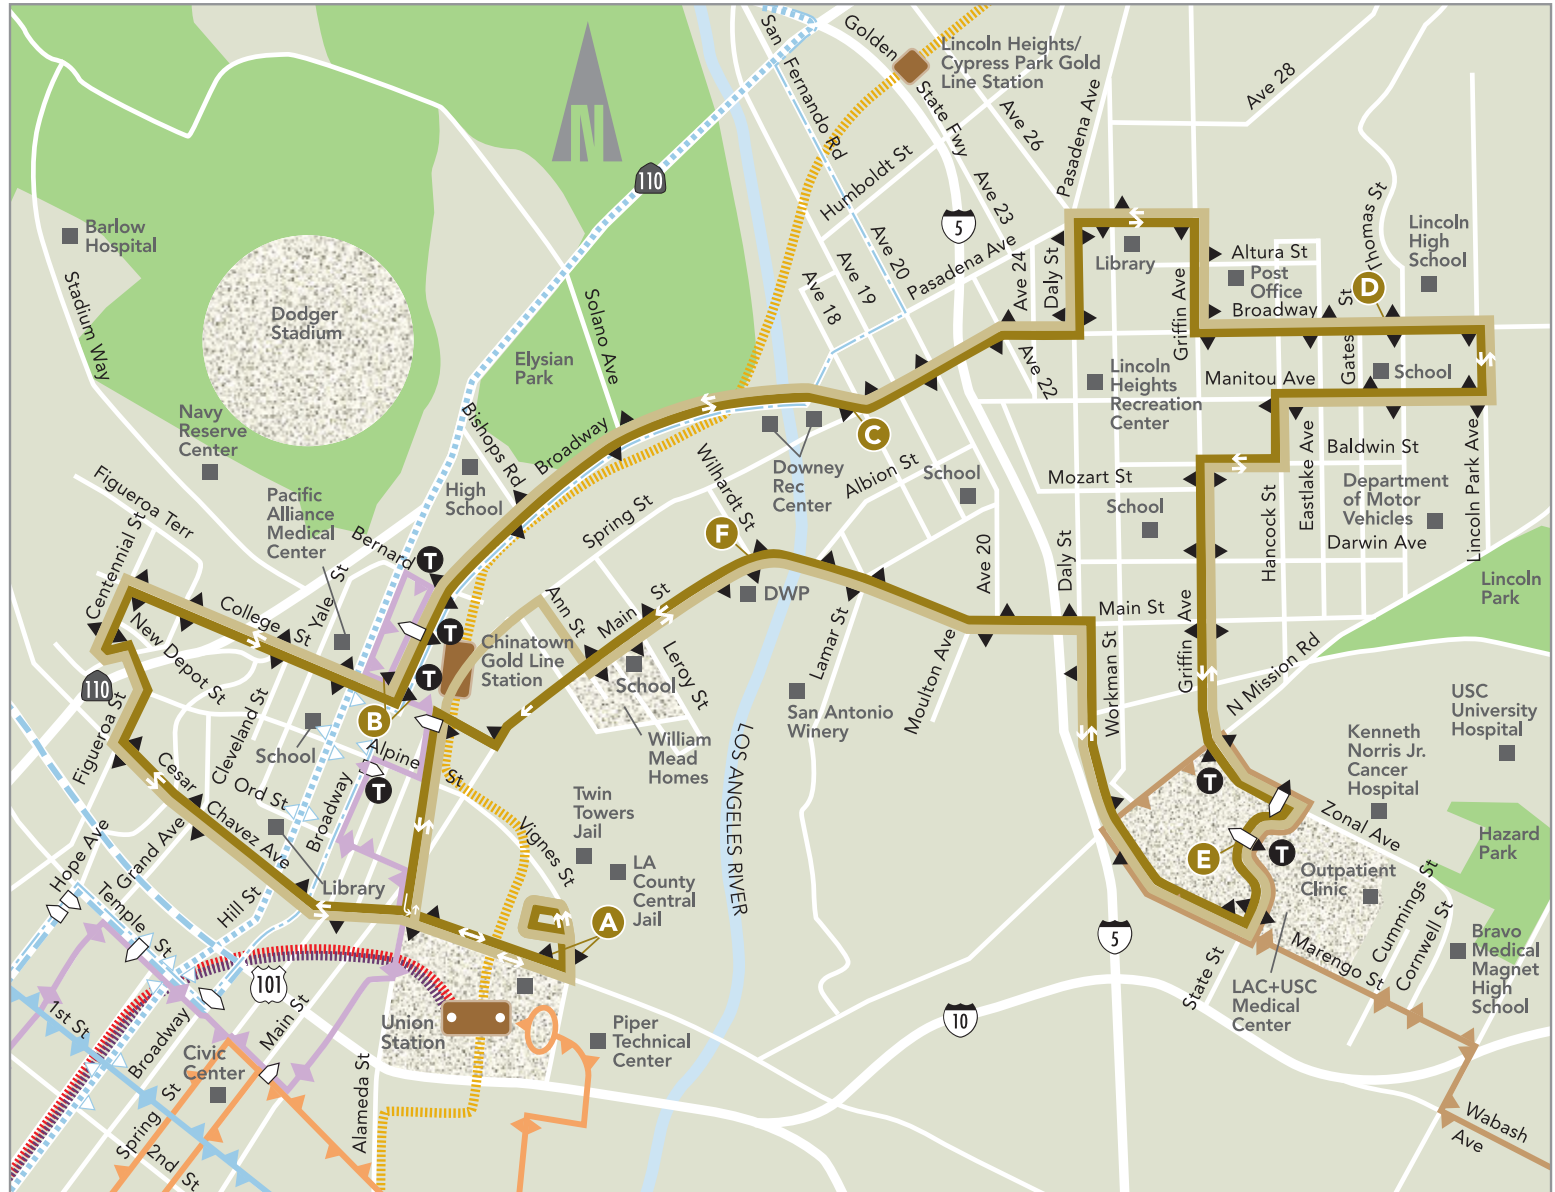 San
Fernando Rd
Golden
State Fwy
Lincoln Heights/
Cypress Park Gold
Line Station
Ave 26
Pasadena Ave
Ave 28
N
110
Humboldt St
Ave 23
5
Thomas St
Lincoln
High
School
Barlow
Hospital
Stadium Way
Dodger
Stadium
Solano Ave
Elysian
Park
Ave 20
Ave 19
Ave 18
Pasadena Ave
Ave 24
Daly St
Library
Griffin Ave
Altura St
Post
Office
Broadway
D
Gates St
School
Manitou Ave
Ave 22
Lincoln
Heights
Recreation
Center
Navy
Reserve
Center
Bishops Rd
Broadway
C
Wilhardt St
Downey
Rec
Center
Albion St
School
Mozart St
School
Baldwin St
Department
of Motor
Vehicles
Darwin Ave
Hancock St
Eastlake Ave
Lincoln Park Ave
Lincoln
Park
Figueroa Terr
Pacific
Alliance
Medical
Center
High
School
Spring St
F
Bernard
T
Centennial St
College St
Yale St
T
Ann St
Main St
DWP
Ave 20
Daly St
Main St
Griffin Ave
N Mission Rd
New Depot St
T
Chinatown
Gold Line
Station
School
Leroy St
Lamar St
Moulton Ave
Workman St
110
Figueroa St
Cleveland St
School
B
Alpine St
William
Mead
Homes
San Antonio
Winery
LOS ANGELES RIVER
USC
University
Hospital
Kenneth
Norris Jr.
Cancer
Hospital
Cesar Chavez Ave
Ord St
Broadway
T
Vignes St
Twin
Towers
Jail
LA
County
Central
Jail
T
Zonal Ave
Hazard
Park
E
T
Outpatient
Clinic
Hope Ave
Grand Ave
Temple St
Hill St
Library
A
5
Cummings St
Cornwell St
Bravo
Medical
Magnet
High
School
State St
Marengo St
LAC+USC
Medical
Center
101
Main St
Union
Station
Piper
Technical
Center
10
1st St
Broadway
Civic
Center
Spring St
2nd St
Alameda St
Wabash
Ave